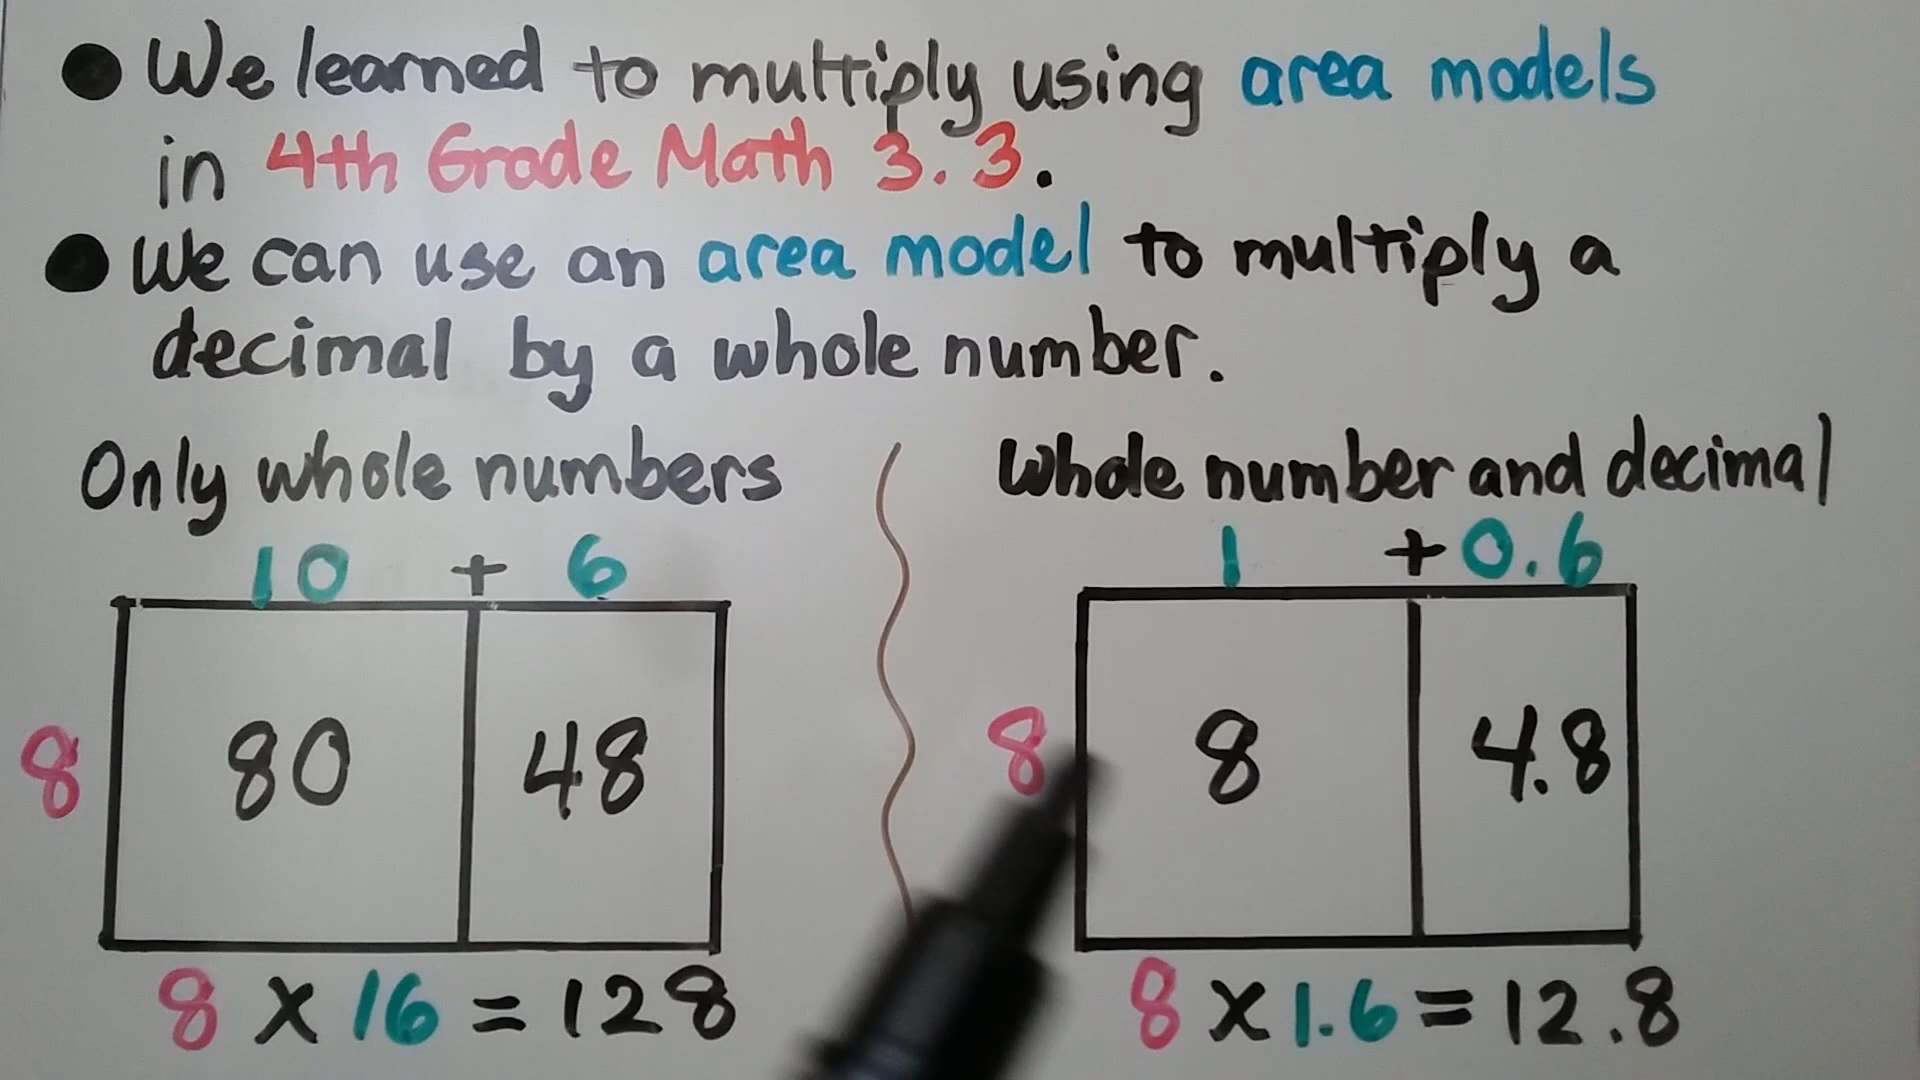 ● We learned to multiply using area models
in 4th Grade Math 3.3.
● We can use an area model to multiply a
decimal by a whole number.
Only whole numbers
10 + 6
8 80 48
8 × 16 = 128
Whole number and decimal
1 + 0.6
8 8 4.8
8 × 1.6 = 12.8